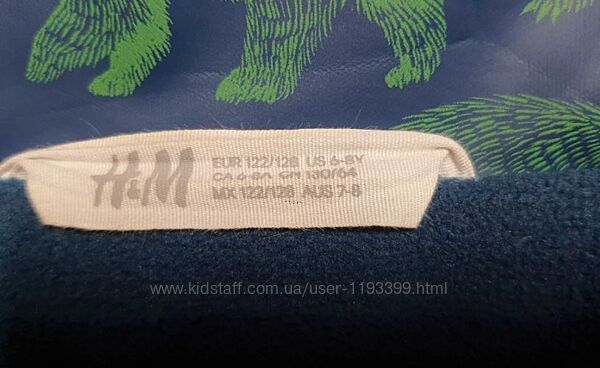 H&M
EUR 122/128 US 6-8Y
CA 6-8A CN 130/64
MX 122/128 AUS 7-8
www.kidstaff.com.ua/user-1193399.html